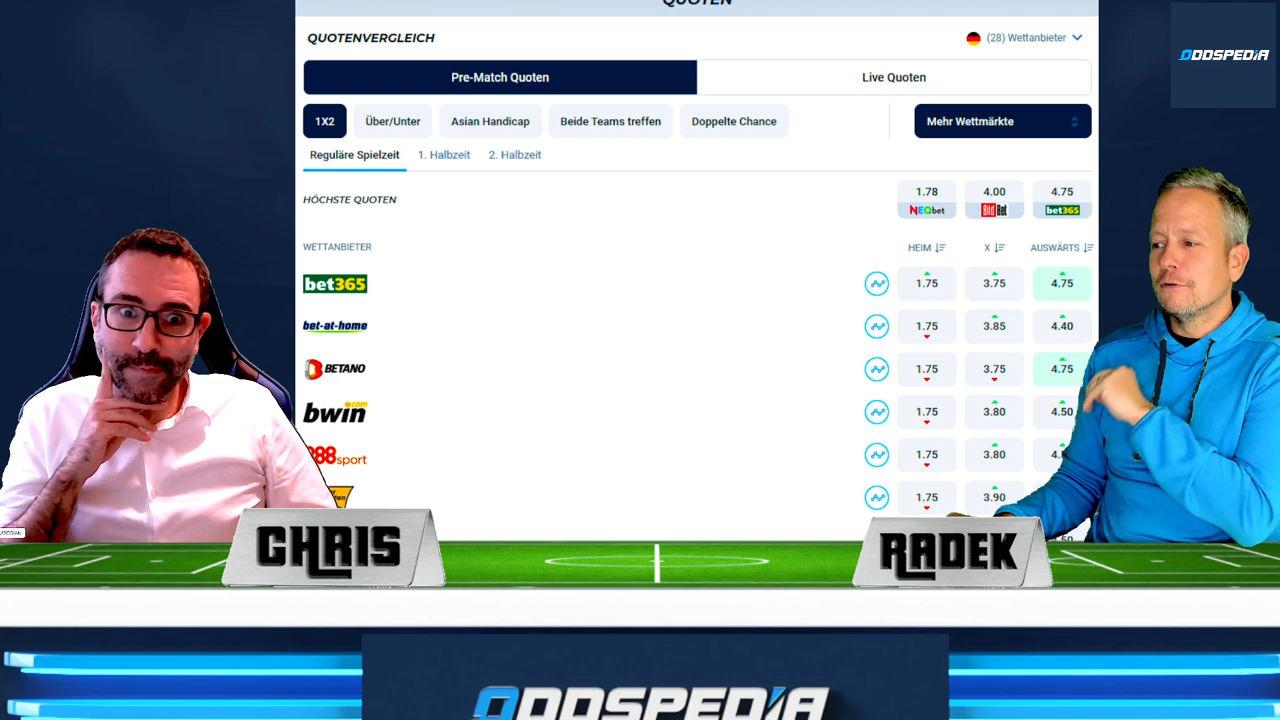 QUOTEN
QUOTENVERGLEICH
(28) Wettanbieter
ODDSPEDIA
Pre-Match Quoten
Live Quoten
1X2
Über/Unter
Asian Handicap
Beide Teams treffen
Doppelte Chance
Mehr Wettmärkte
Reguläre Spielzeit
1. Halbzeit
2. Halbzeit
HÖCHSTE QUOTEN
1.78 4.00 4.75
NEObet
BildBet
bet365
WETTANBIETER
HEIM X AUSWÄRTS
bet365
1.75 3.75 4.75
bet-at-home
1.75 3.85 4.40
BETANO
1.75 3.75 4.75
bwin.com
1.75 3.80 4.50
888sport
1.75 3.80
1.75 3.90
CHRIS
RADEK
ODDSPEDIA